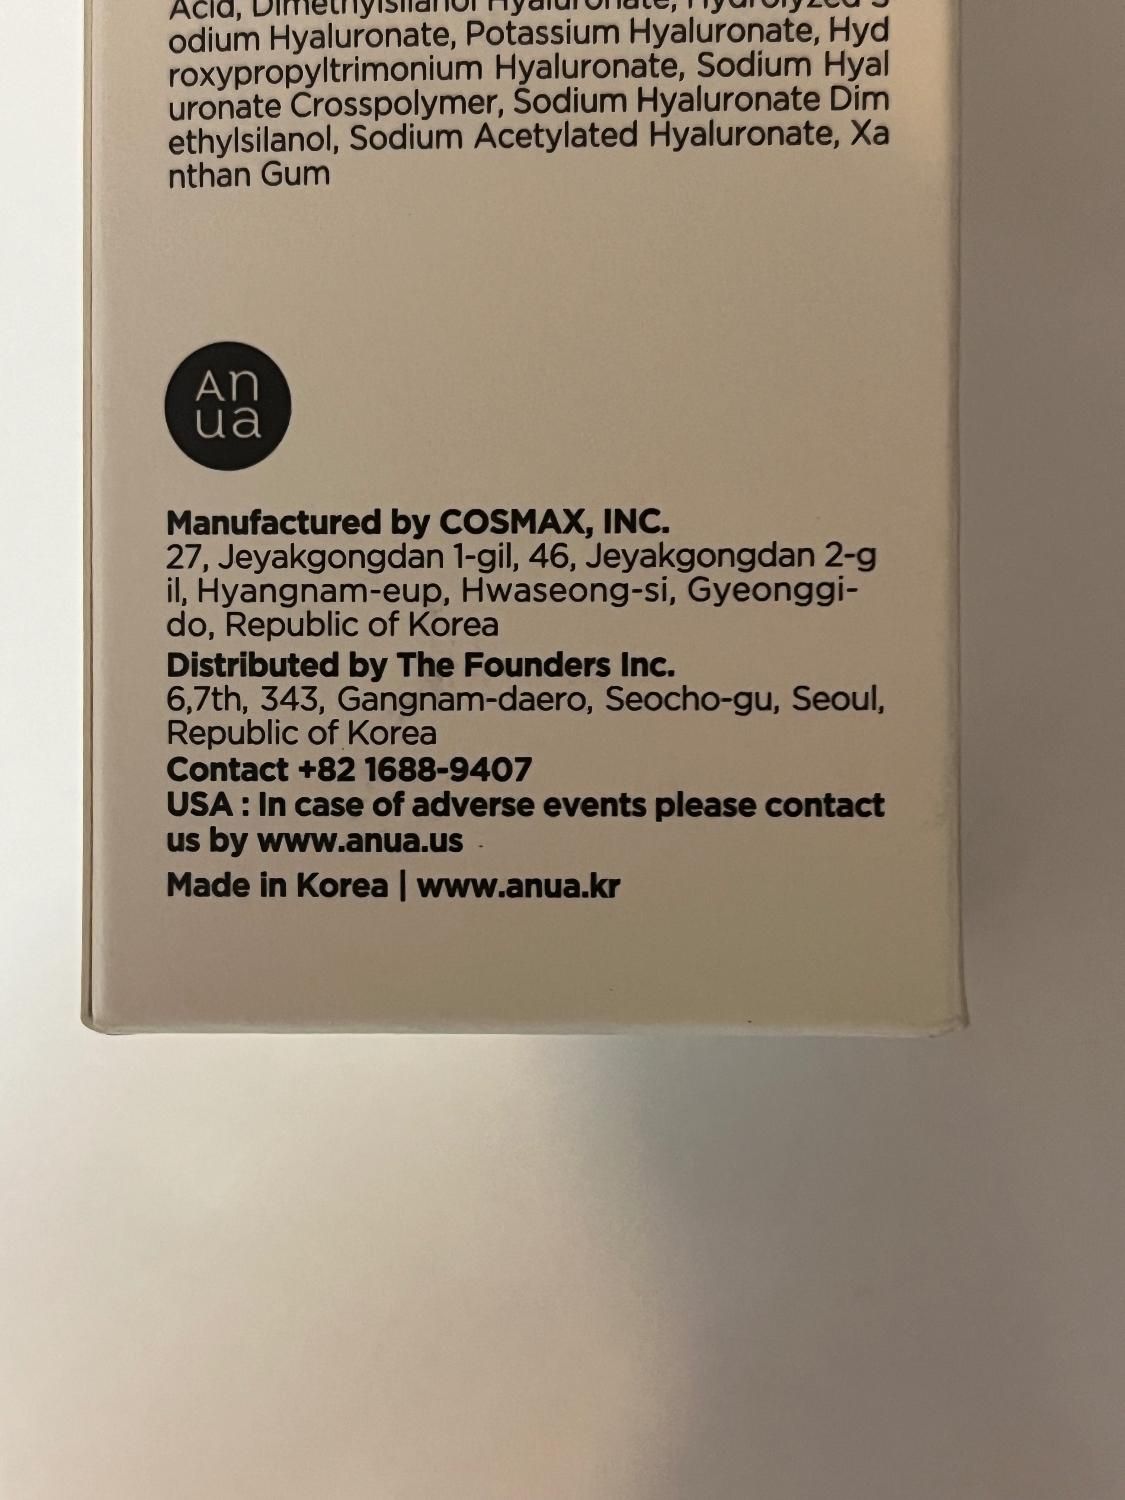 Acid, Dimethylsilanol Hyaluronate, Hydrolyzed S
odium Hyaluronate, Potassium Hyaluronate, Hyd
roxypropyltrimonium Hyaluronate, Sodium Hyal
uronate Crosspolymer, Sodium Hyaluronate Dim
ethylsilanol, Sodium Acetylated Hyaluronate, Xa
nthan Gum
An
ua
Manufactured by COSMAX, INC.
27, Jeyakgongdan 1-gil, 46, Jeyakgongdan 2-g
il, Hyangnam-eup, Hwaseong-si, Gyeonggi-
do, Republic of Korea
Distributed by The Founders Inc.
6,7th, 343, Gangnam-daero, Seocho-gu, Seoul,
Republic of Korea
Contact +82 1688-9407
USA : In case of adverse events please contact
us by www.anua.us
Made in Korea | www.anua.kr